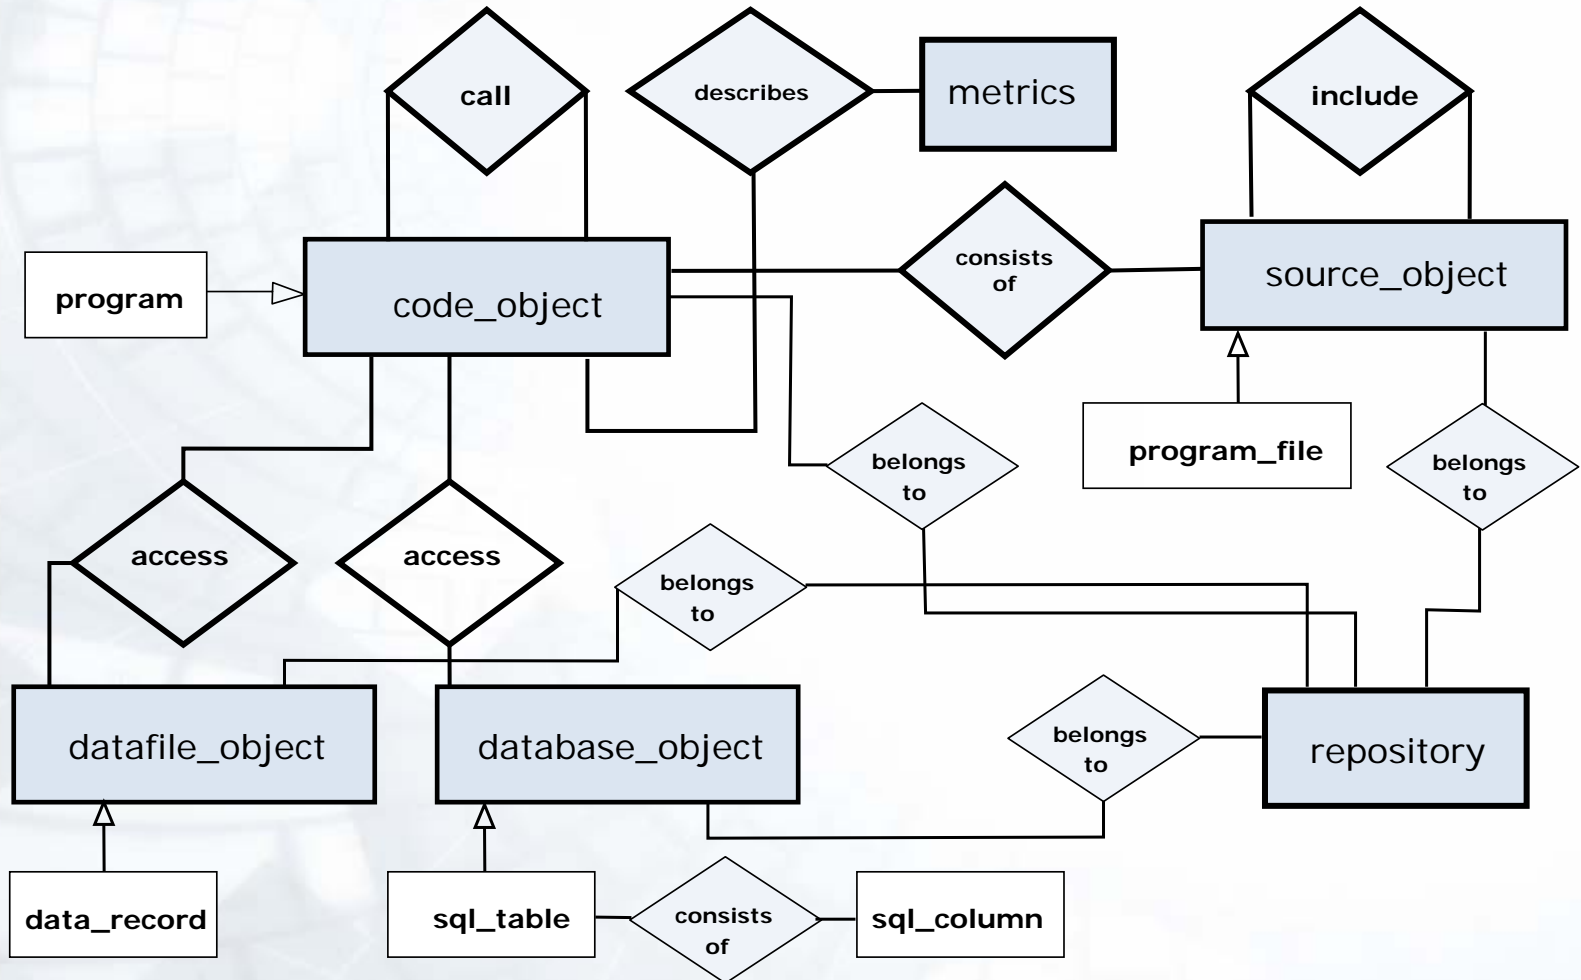 call
describes
metrics
include
consists
of
source_object
program
code_object
program_file
belongs
to
belongs
to
access
access
belongs
to
datafile_object
database_object
belongs
to
repository
data_record
sql_table
consists
of
sql_column